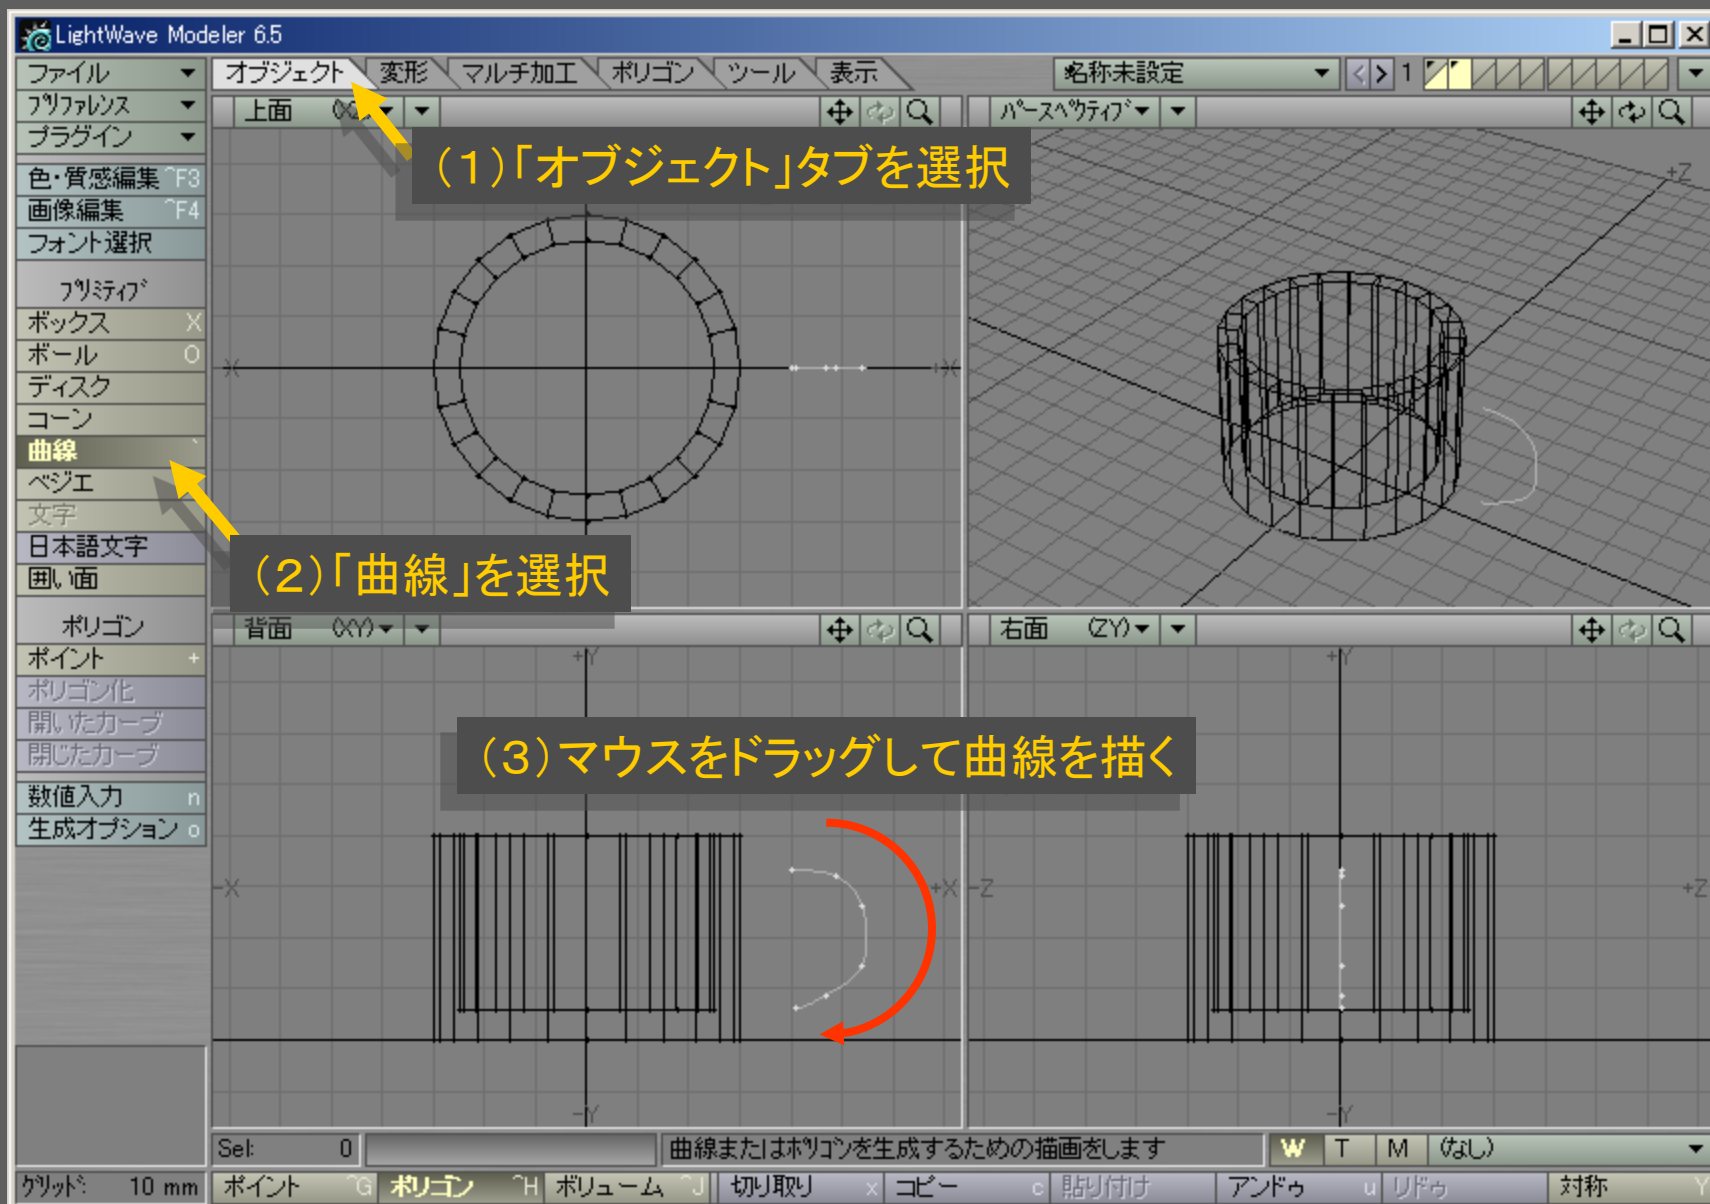 LightWave Modeler 6.5
ファイル
オブジェクト 変形 マルチ加工 ポリゴン ツール 表示
名称未設定
1
プリファレンス
上面
パースペクティブ
プラグイン
(1)「オブジェクト」タブを選択
色・質感編集 ^F3
画像編集 ^F4
フォント選択
+Z
プリミティブ
ボックス X
ボール O
-X
+X
ディスク
コーン
曲線 `
ベジエ
文字
日本語文字
囲い面
(2)「曲線」を選択
ポリゴン
背面 (XY)
右面 (ZY)
ポイント +
+Y
+Y
ポリゴン化
開いたカーブ
閉じたカーブ
(3)マウスをドラッグして曲線を描く
数値入力 n
生成オプション o
-X
+X
-Z
+Z
-Y
-Y
Sel: 0
曲線またはポリゴンを生成するための描画をします
W T M (なし)
グリッド: 10 mm
ポイント ^G ポリゴン ^H ボリューム ^J 切り取り x コピー c 貼り付け アンドゥ u リドゥ 対称 Y